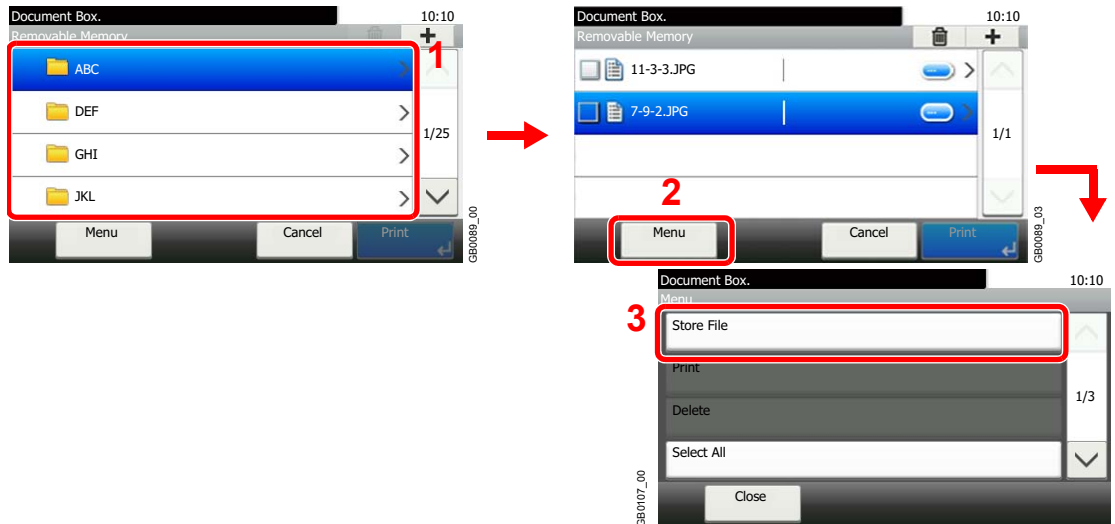 Document Box. 10:10
Removable Memory
1
ABC
DEF
1/25
GHI
JKL
Menu Cancel Print
GB0089_00
Document Box. 10:10
Removable Memory
11-3-3.JPG
7-9-2.JPG
1/1
2
Menu Cancel Print
GB0089_03
Document Box. 10:10
Menu
3
Store File
Print
1/3
Delete
Select All
Close
GB0107_00